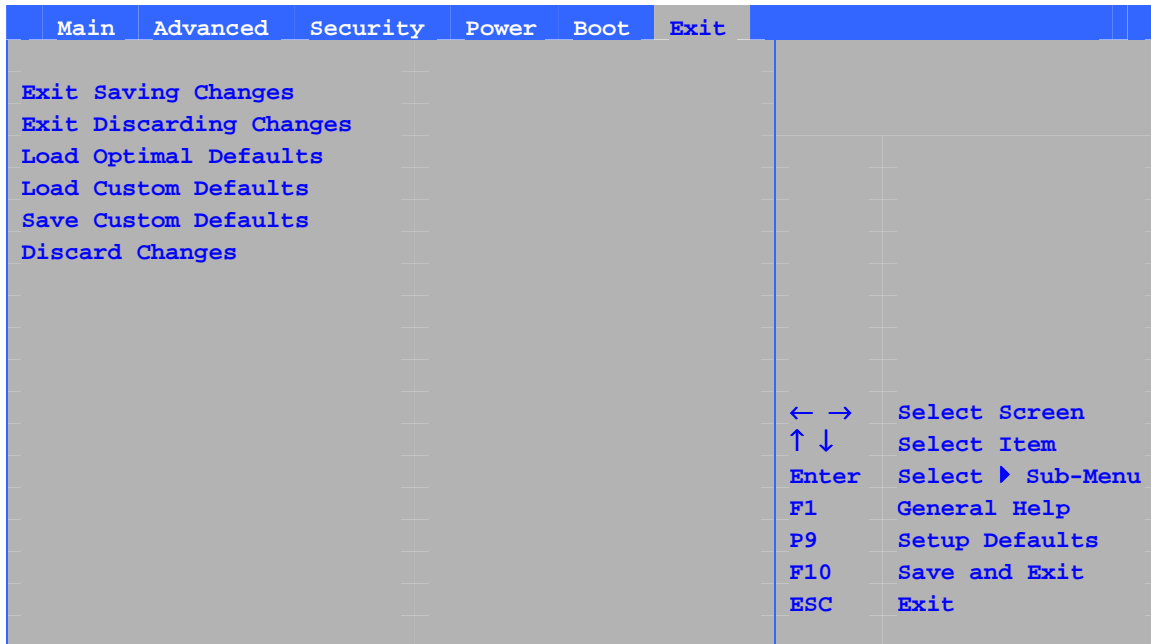 Main Advanced Security Power Boot Exit
Exit Saving Changes
Exit Discarding Changes
Load Optimal Defaults
Load Custom Defaults
Save Custom Defaults
Discard Changes
← → Select Screen
↑ ↓ Select Item
Enter Select ▶ Sub-Menu
F1 General Help
P9 Setup Defaults
F10 Save and Exit
ESC Exit